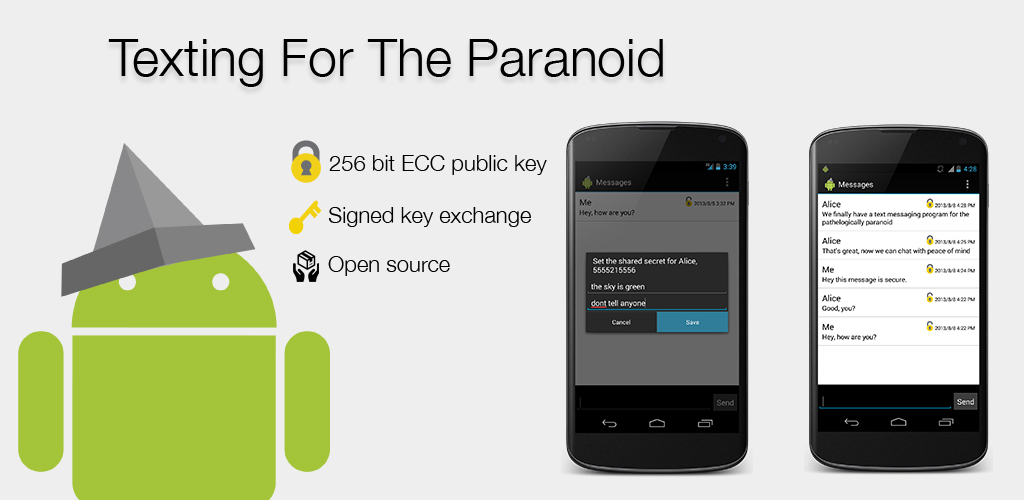 Texting For The Paranoid
256 bit ECC public key
Signed key exchange
Open source
3:39
Messages
Me
2013/8/5 3:32 PM
Hey, how are you?
Set the shared secret for Alice,
5555215556
the sky is green
dont tell anyone
Cancel Save
Send
4:28
Messages
Alice
2013/8/8 4:28 PM
We finally have a text messaging program for the
pathelogically paranoid
Alice
2013/8/8 4:25 PM
That's great, now we can chat with peace of mind
Me
2013/8/8 4:24 PM
Hey this message is secure.
Alice
2013/8/8 4:22 PM
Good, you?
Me
2013/8/8 4:22 PM
Hey, how are you?
Send